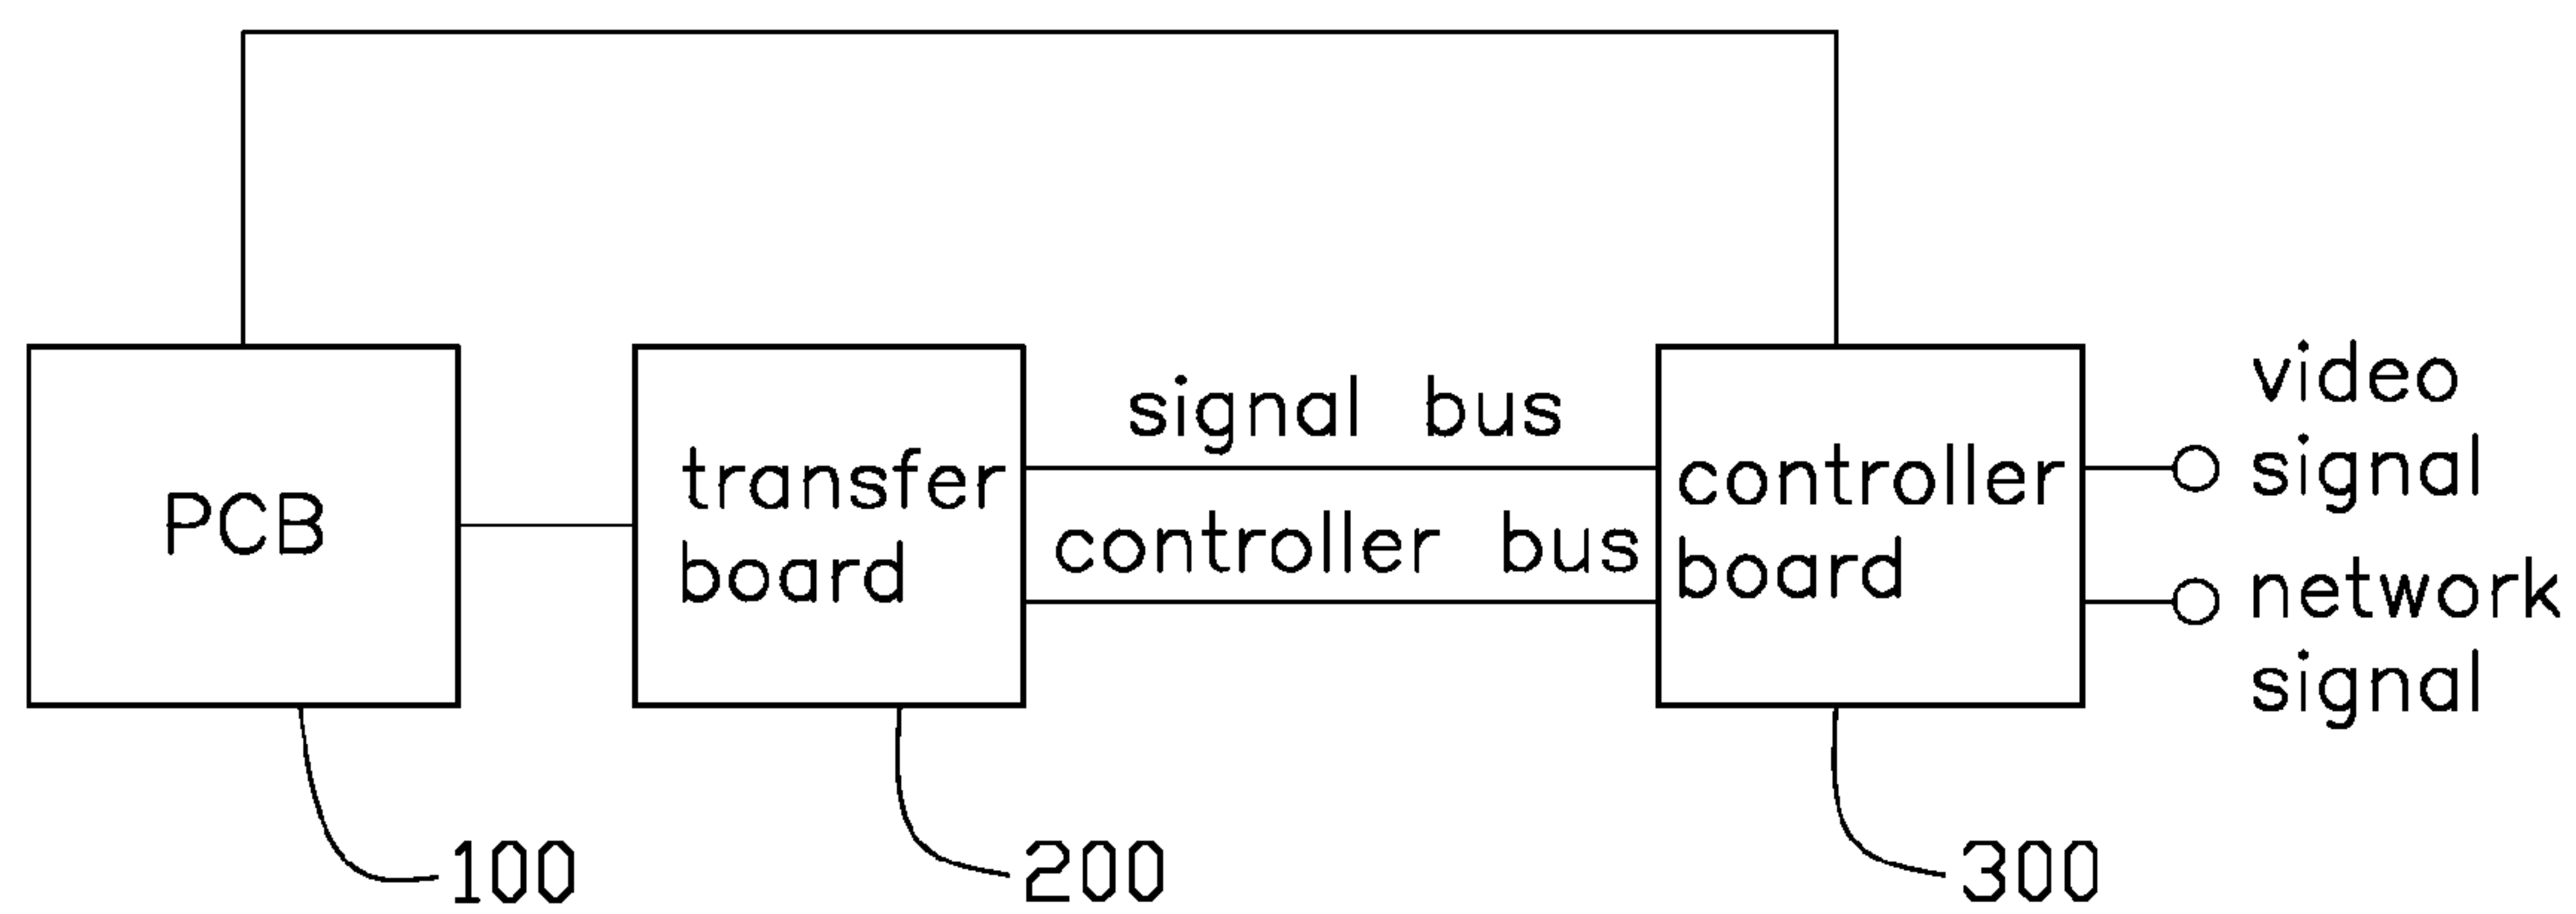 PCB
transfer
board
signal bus
controller bus
controller
board
video
signal
network
signal
100
200
300